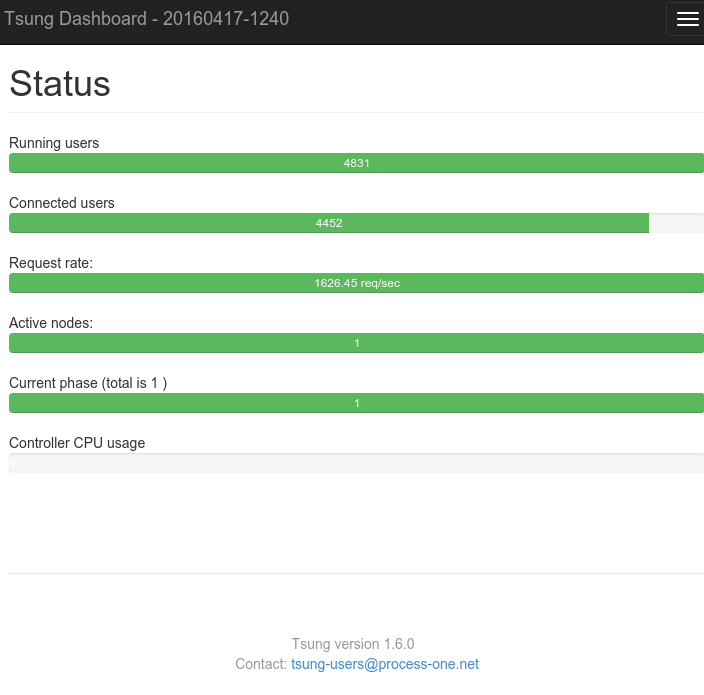 Tsung Dashboard - 20160417-1240
Status
Running users
4831
Connected users
4452
Request rate:
1626.45 req/sec
Active nodes:
1
Current phase (total is 1 )
1
Controller CPU usage
Tsung version 1.6.0
Contact: tsung-users@process-one.net